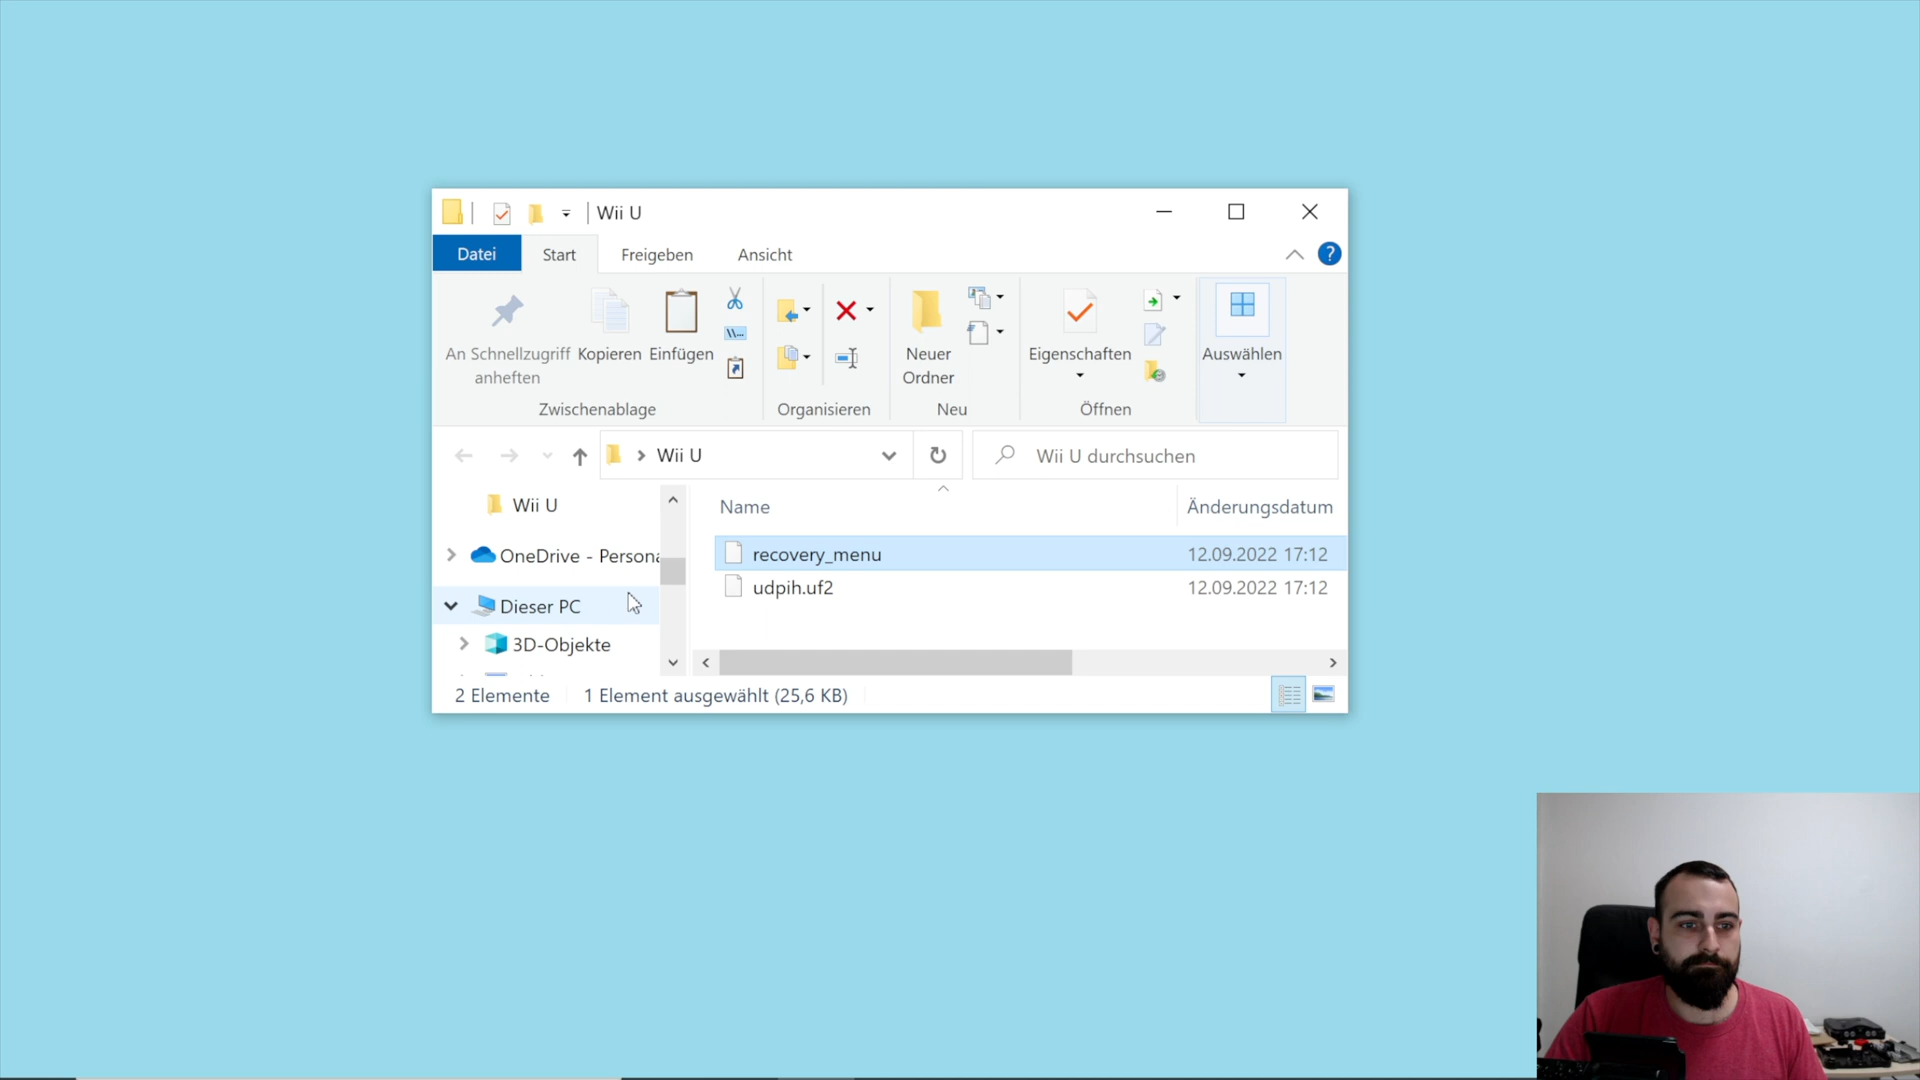 Wii U
Datei Start Freigeben Ansicht
An Schnellzugriff Kopieren Einfügen Neuer Eigenschaften Auswählen
anheften Ordner
Zwischenablage Organisieren Neu Öffnen
Wii U Wii U durchsuchen
Wii U Name Änderungsdatum
OneDrive - Persona recovery_menu 12.09.2022 17:12
udpih.uf2 12.09.2022 17:12
Dieser PC
3D-Objekte
2 Elemente 1 Element ausgewählt (25,6 KB)